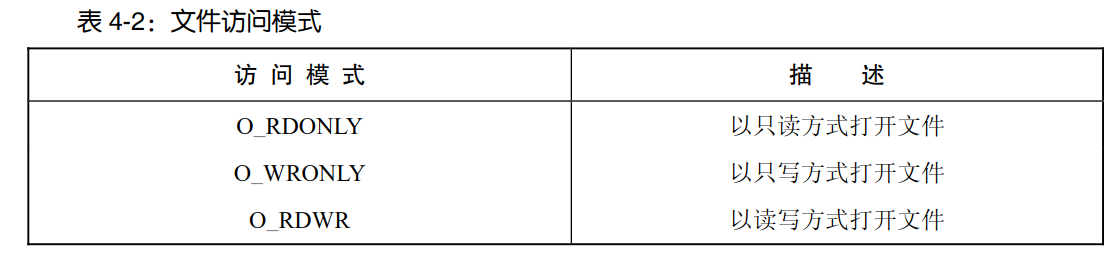 表 4-2：文件访问模式
访 问 模 式 描 述
O_RDONLY 以只读方式打开文件
O_WRONLY 以只写方式打开文件
O_RDWR 以读写方式打开文件